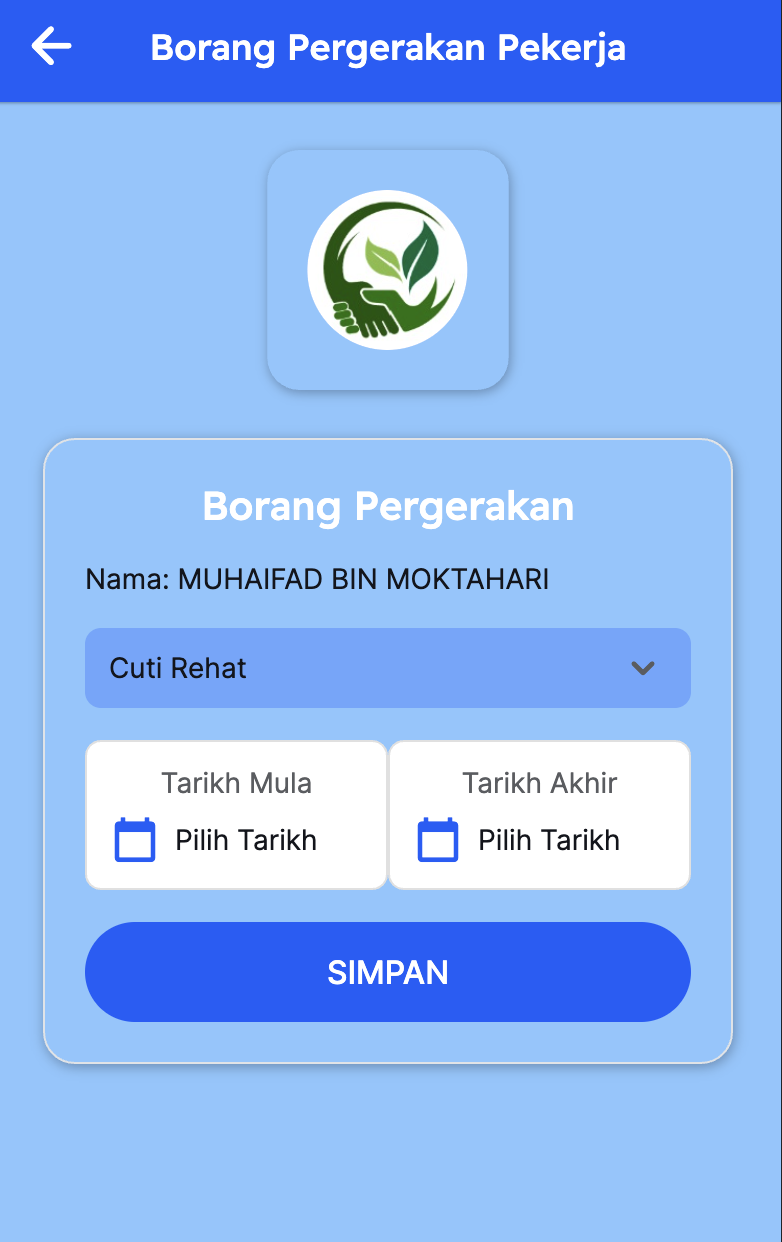 Borang Pergerakan Pekerja
Borang Pergerakan
Nama: MUHAIFAD BIN MOKTAHARI
Cuti Rehat
Tarikh Mula
Pilih Tarikh
Tarikh Akhir
Pilih Tarikh
SIMPAN